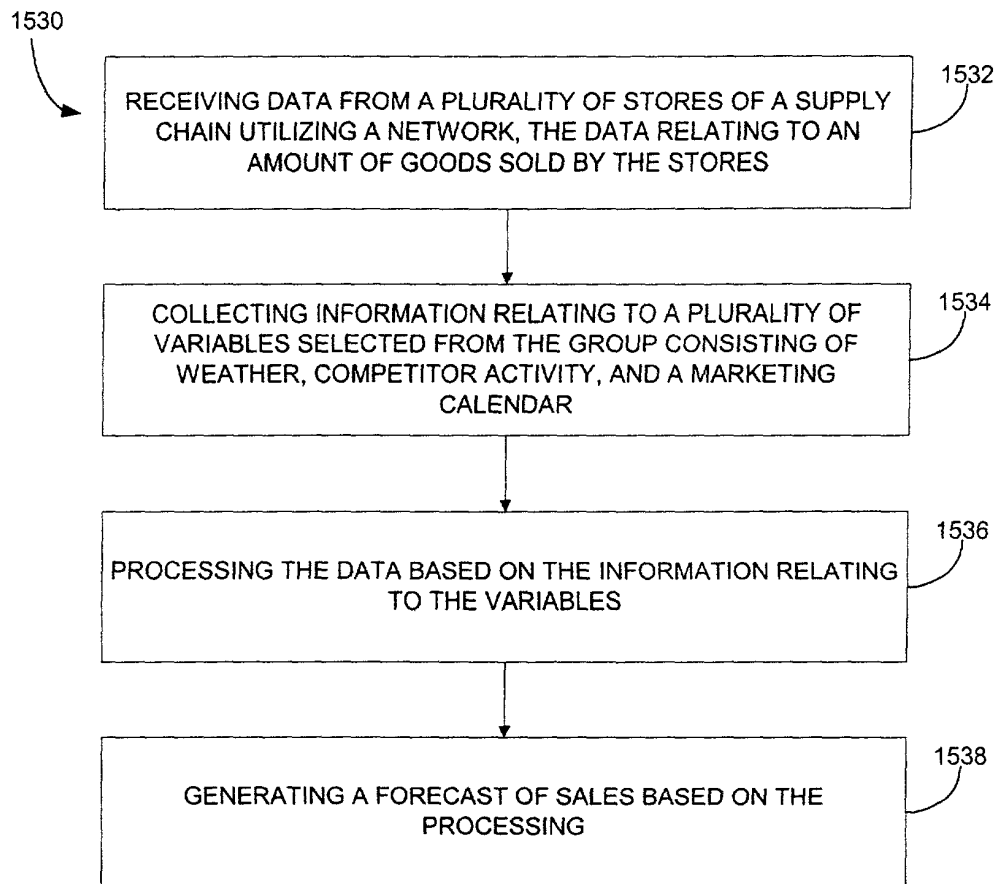 1530
1532
RECEIVING DATA FROM A PLURALITY OF STORES OF A SUPPLY
CHAIN UTILIZING A NETWORK, THE DATA RELATING TO AN
AMOUNT OF GOODS SOLD BY THE STORES
1534
COLLECTING INFORMATION RELATING TO A PLURALITY OF
VARIABLES SELECTED FROM THE GROUP CONSISTING OF
WEATHER, COMPETITOR ACTIVITY, AND A MARKETING
CALENDAR
1536
PROCESSING THE DATA BASED ON THE INFORMATION RELATING
TO THE VARIABLES
1538
GENERATING A FORECAST OF SALES BASED ON THE
PROCESSING